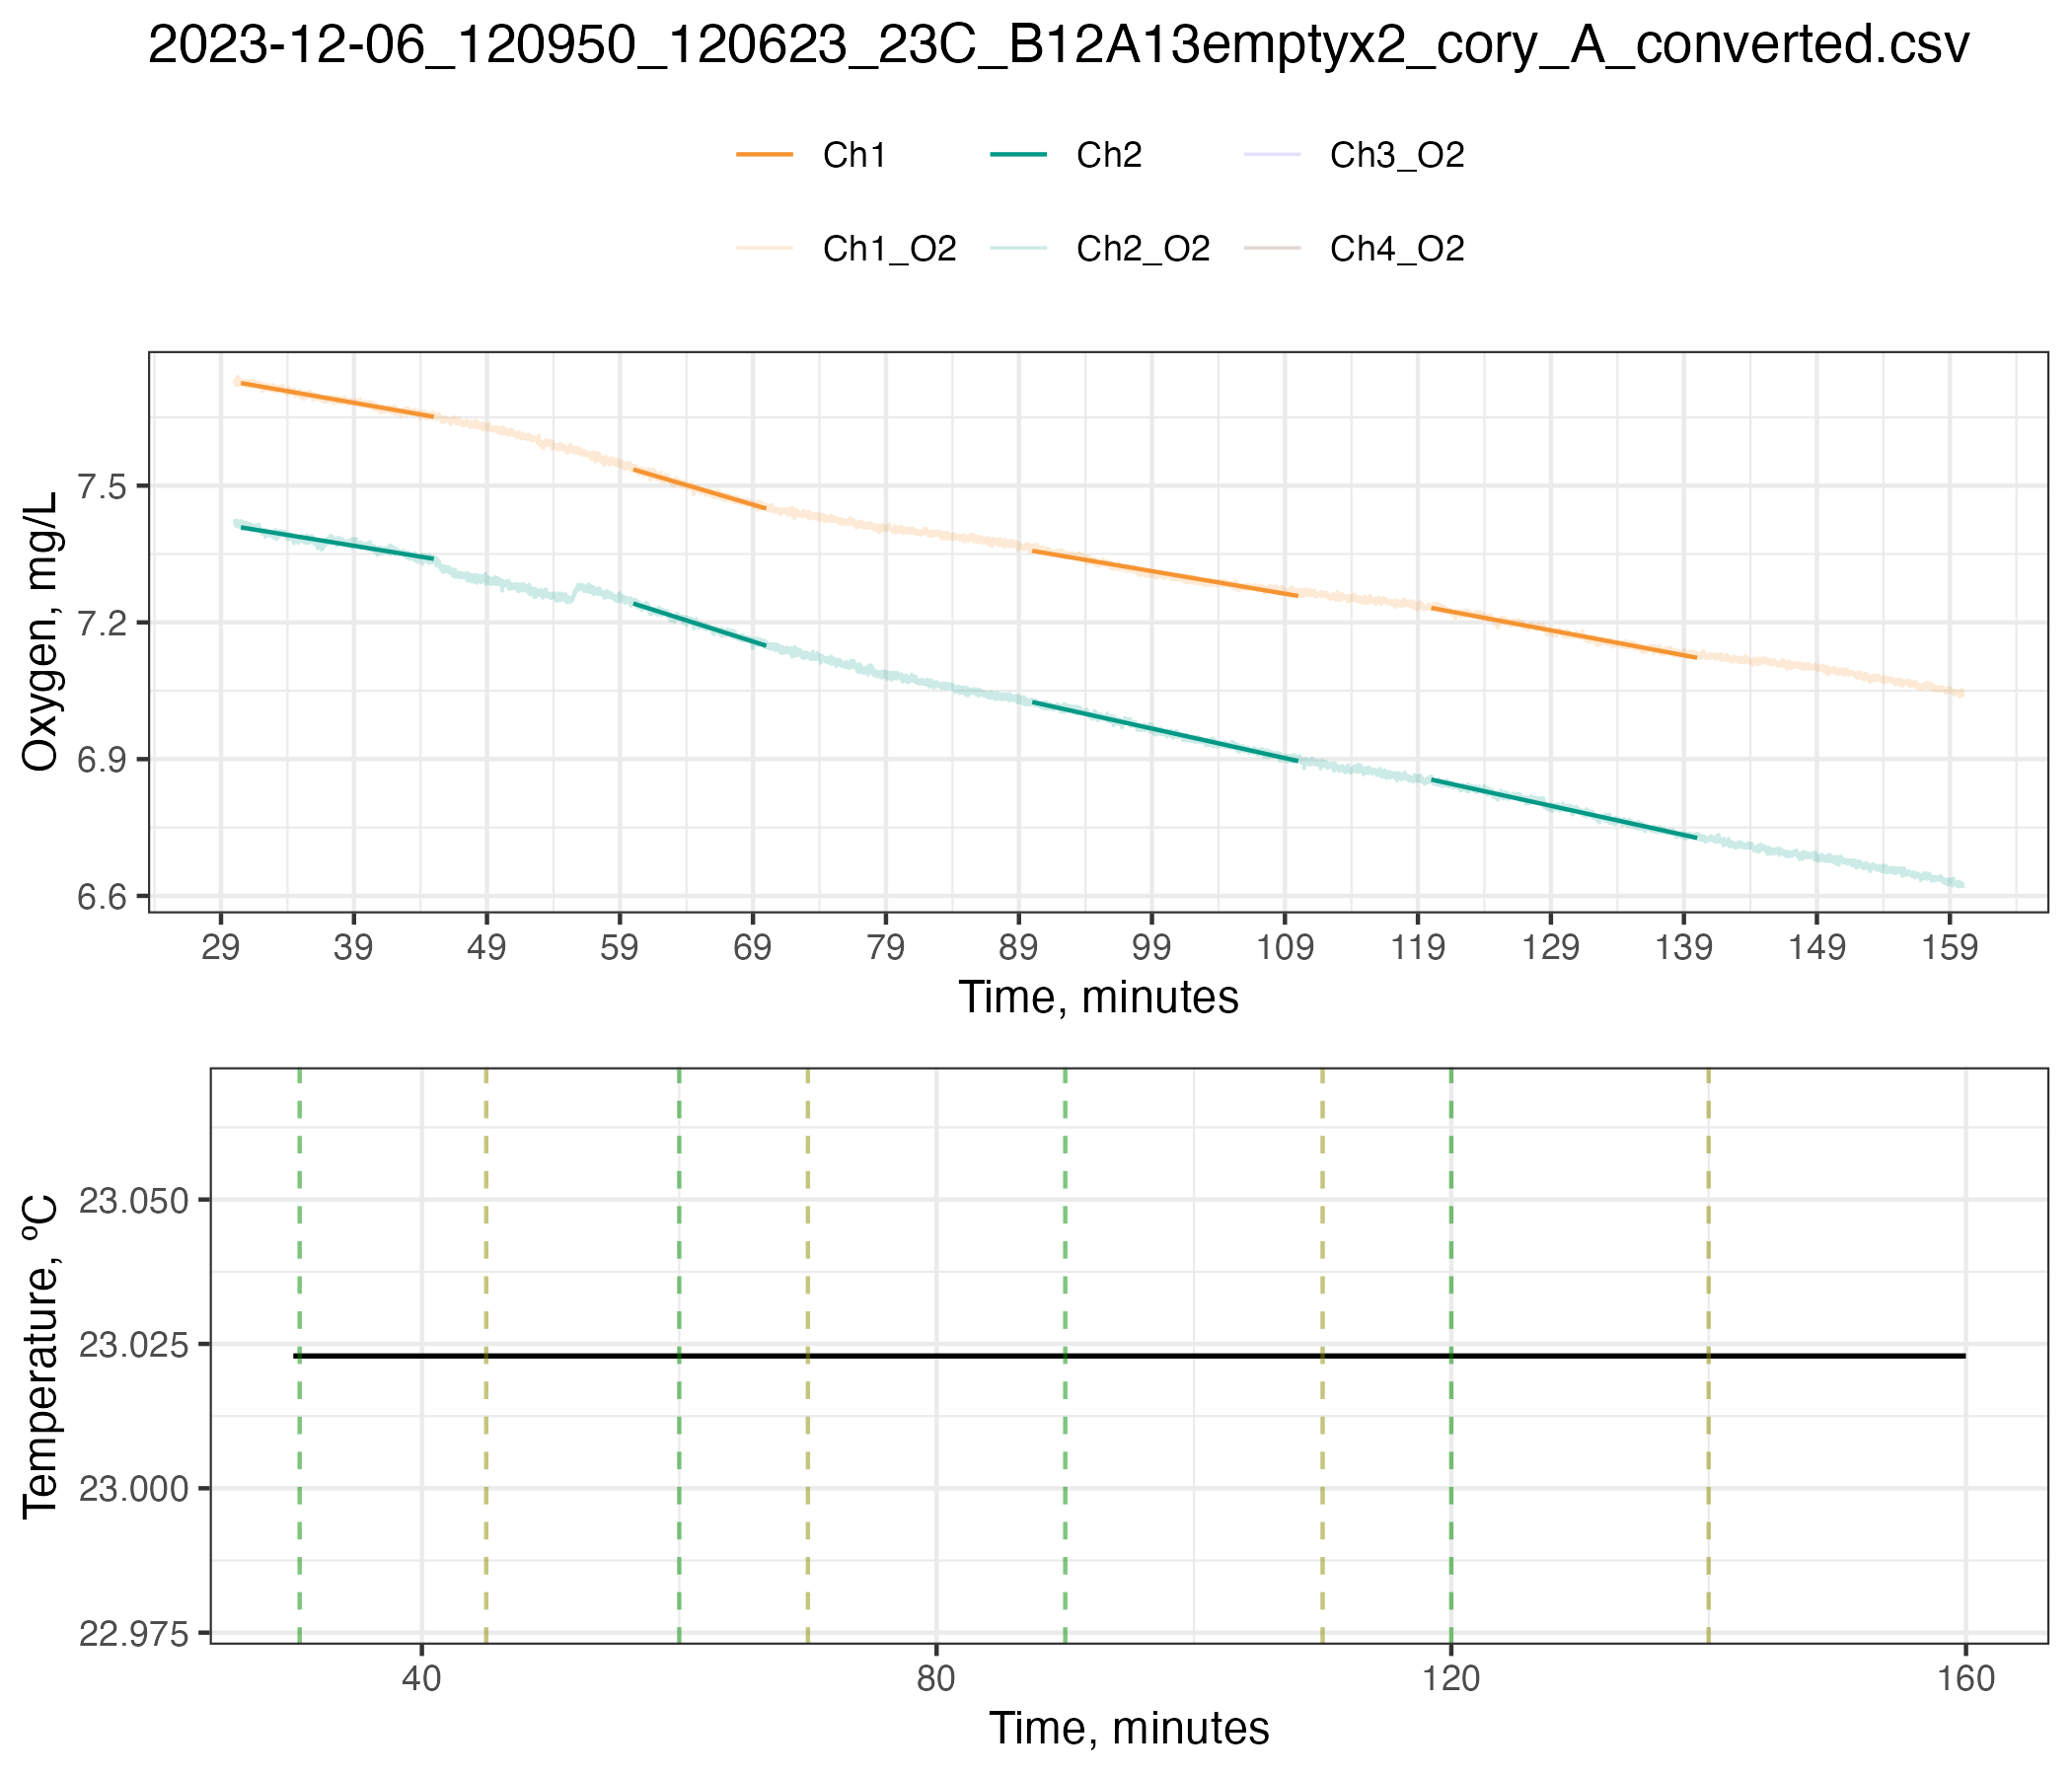 2023-12-06_120950_120623_23C_B12A13emptyx2_cory_A_converted.csv
Ch1 Ch2 Ch3_O2
Ch1_O2 Ch2_O2 Ch4_O2
Oxygen, mg/L
7.5
7.2
6.9
6.6
29 39 49 59 69 79 89 99 109 119 129 139 149 159
Time, minutes
Temperature, ºC
23.050
23.025
23.000
22.975
40 80 120 160
Time, minutes